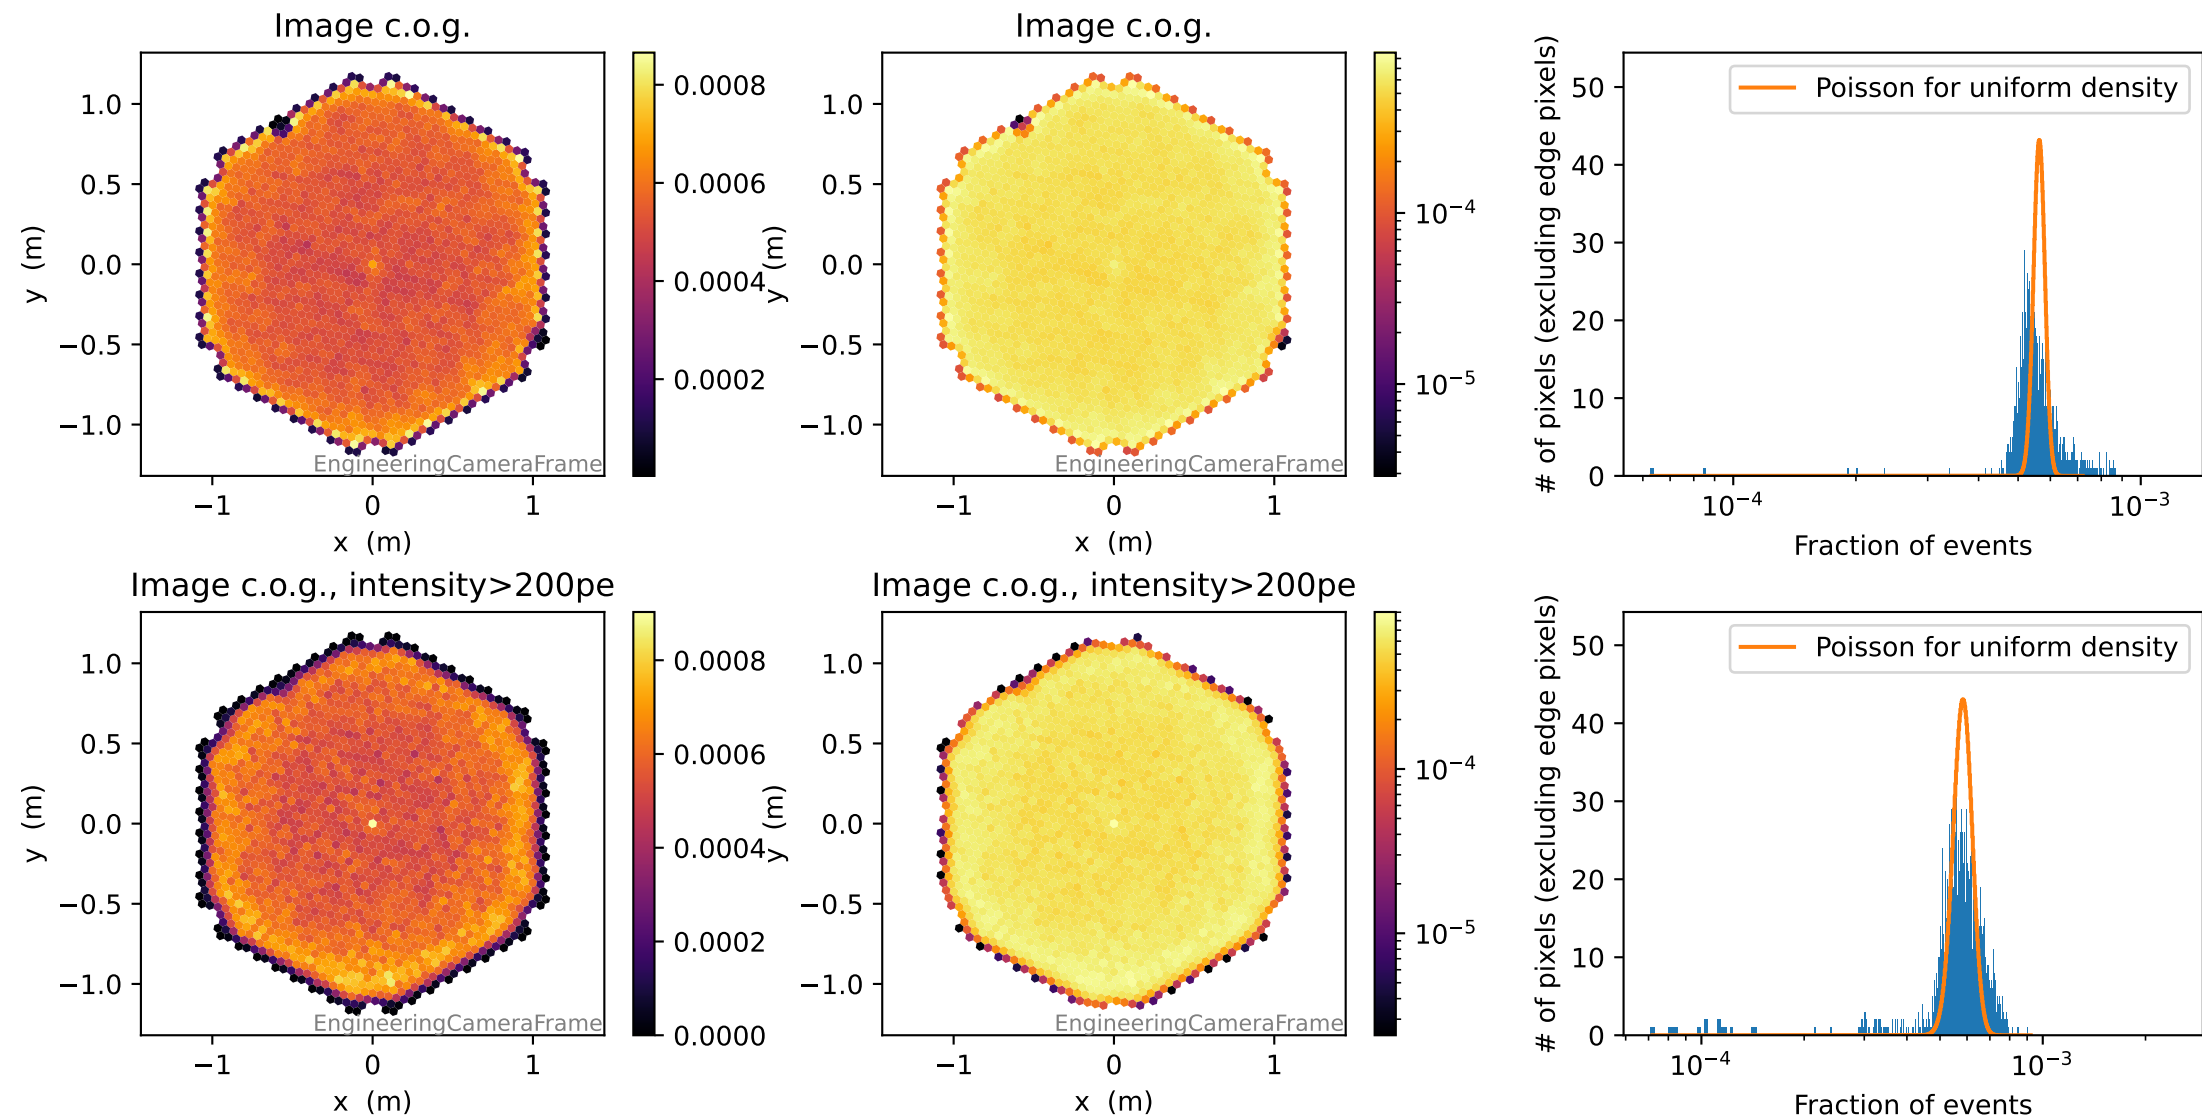 Image c.o.g.
y (m)
1.0
0.5
0.0
−0.5
−1.0
−1
0
1
x (m)
EngineeringCameraFrame
0.0008
0.0006
0.0004
0.0002
Image c.o.g.
y (m)
1.0
0.5
0.0
−0.5
−1.0
−1
0
1
x (m)
EngineeringCameraFrame
10⁻⁴
10⁻⁵
# of pixels (excluding edge pixels)
50
40
30
20
10
0
Poisson for uniform density
10⁻⁴
10⁻³
Fraction of events
Image c.o.g., intensity>200pe
y (m)
1.0
0.5
0.0
−0.5
−1.0
−1
0
1
x (m)
EngineeringCameraFrame
0.0008
0.0006
0.0004
0.0002
0.0000
Image c.o.g., intensity>200pe
y (m)
1.0
0.5
0.0
−0.5
−1.0
−1
0
1
x (m)
EngineeringCameraFrame
10⁻⁴
10⁻⁵
# of pixels (excluding edge pixels)
50
40
30
20
10
0
Poisson for uniform density
10⁻⁴
10⁻³
Fraction of events